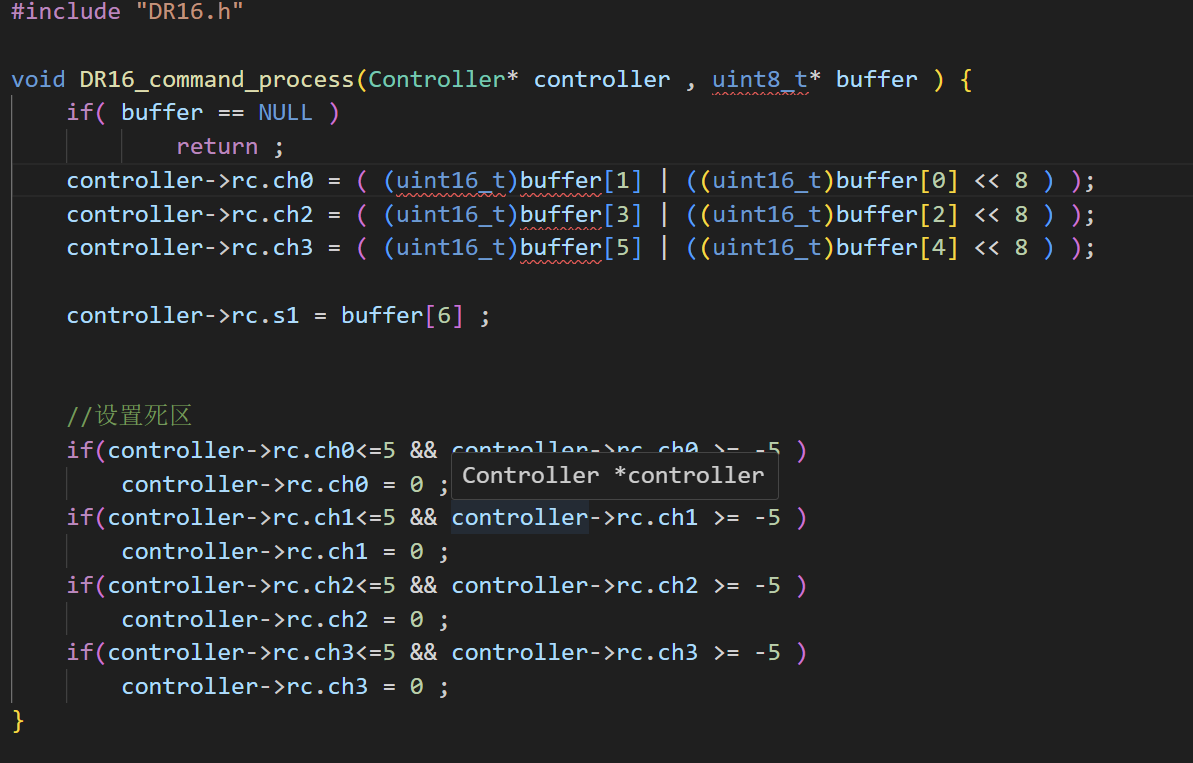 #include "DR16.h"
void DR16_command_process(Controller* controller , uint8_t* buffer ) {
if( buffer == NULL )
return ;
controller->rc.ch0 = ( (uint16_t)buffer[1] | ((uint16_t)buffer[0] << 8 ) );
controller->rc.ch2 = ( (uint16_t)buffer[3] | ((uint16_t)buffer[2] << 8 ) );
controller->rc.ch3 = ( (uint16_t)buffer[5] | ((uint16_t)buffer[4] << 8 ) );
controller->rc.s1 = buffer[6] ;
//设置死区
if(controller->rc.ch0<=5 && controller->rc.ch0 >= -5 )
Controller *controller
controller->rc.ch0 = 0 ;
if(controller->rc.ch1<=5 && controller->rc.ch1 >= -5 )
controller->rc.ch1 = 0 ;
if(controller->rc.ch2<=5 && controller->rc.ch2 >= -5 )
controller->rc.ch2 = 0 ;
if(controller->rc.ch3<=5 && controller->rc.ch3 >= -5 )
controller->rc.ch3 = 0 ;
}